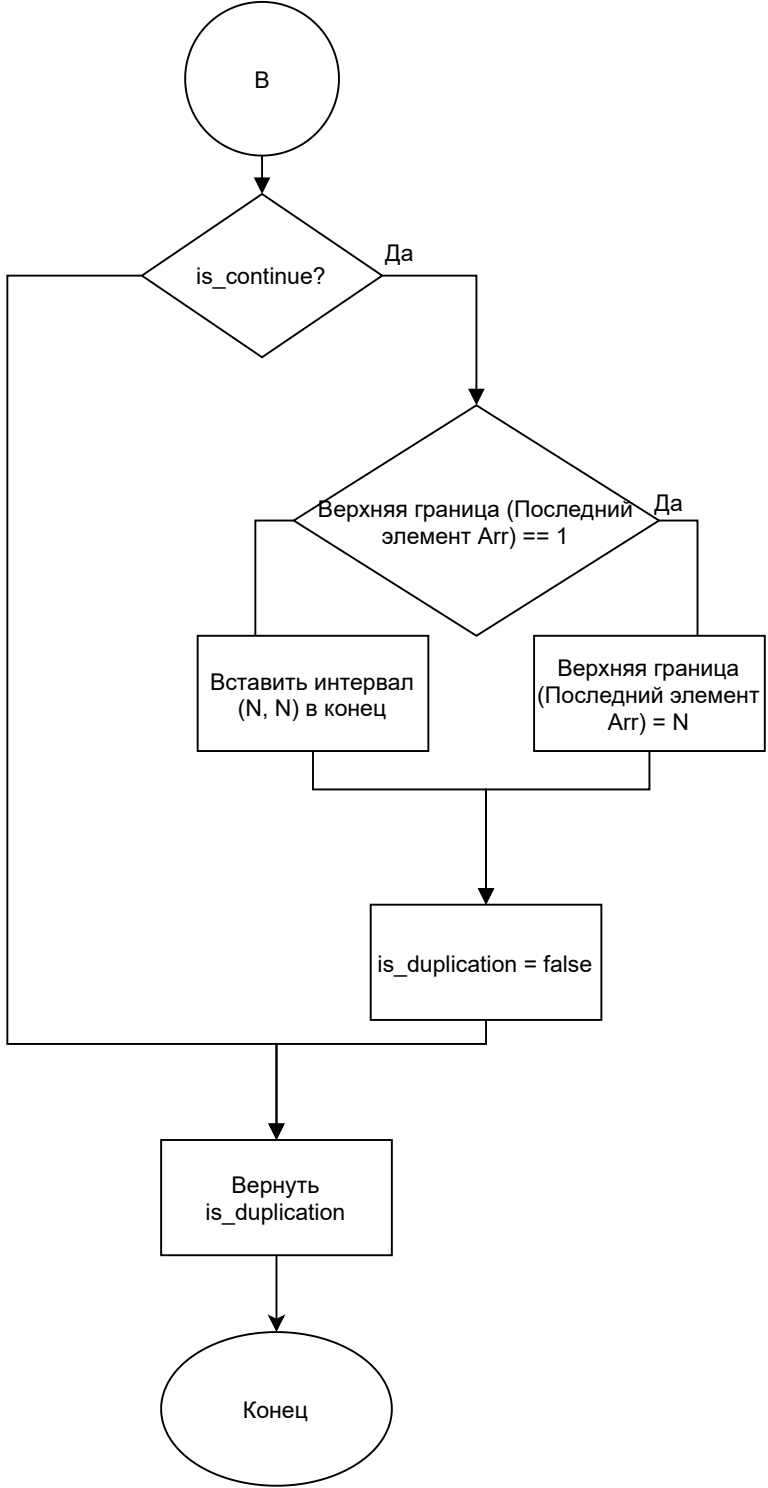 B
is_continue?
Да
Верхняя граница (Последний
элемент Arr) == 1
Да
Вставить интервал
(N, N) в конец
Верхняя граница
(Последний элемент
Arr) = N
is_duplication = false
Вернуть
is_duplication
Конец